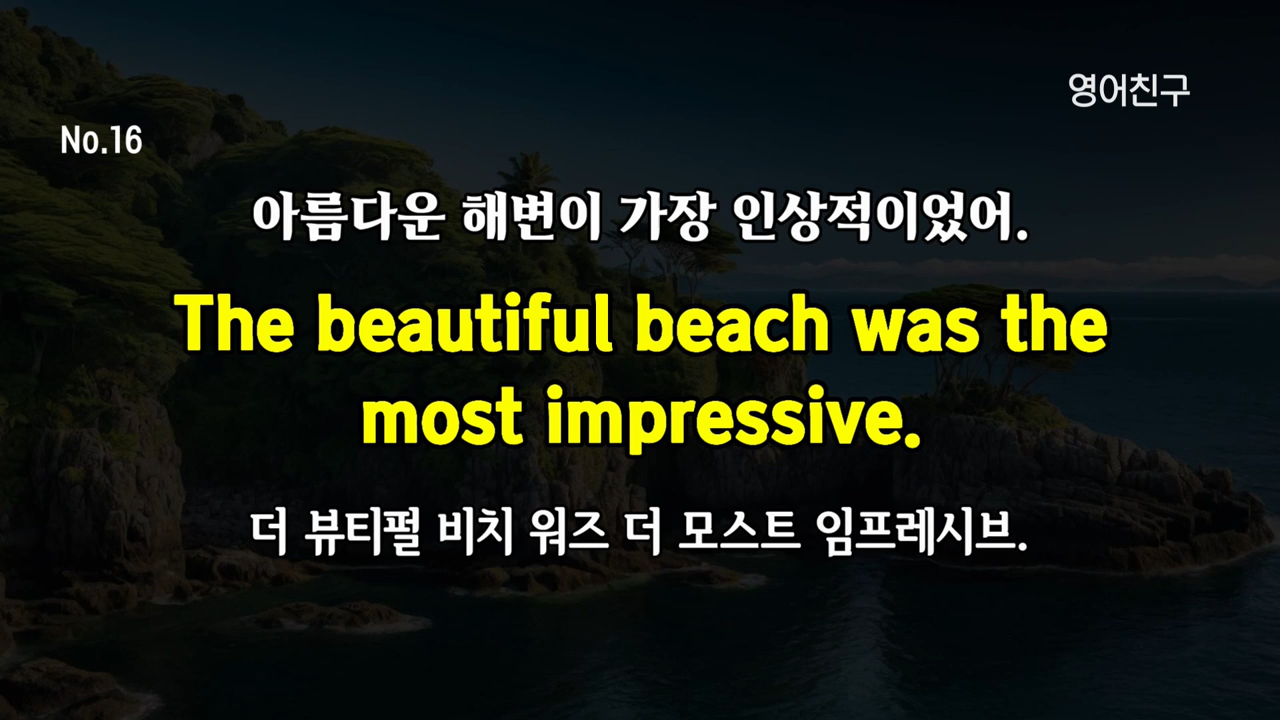 영어친구
No.16
아름다운 해변이 가장 인상적이었어.
The beautiful beach was the
most impressive.
더 뷰티펄 비치 워즈 더 모스트 임프레시브.